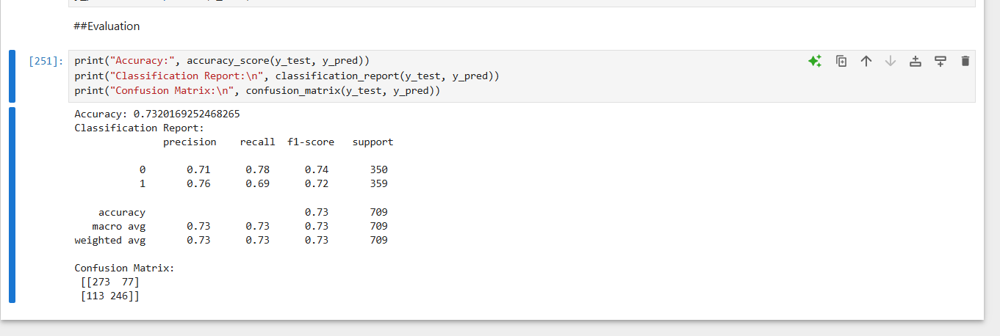 ##Evaluation
[251]:
print("Accuracy:", accuracy_score(y_test, y_pred))
print("Classification Report:\n", classification_report(y_test, y_pred))
print("Confusion Matrix:\n", confusion_matrix(y_test, y_pred))
Accuracy: 0.7320169252468265
Classification Report:
precision recall f1-score support
0 0.71 0.78 0.74 350
1 0.76 0.69 0.72 359
accuracy 0.73 709
macro avg 0.73 0.73 0.73 709
weighted avg 0.73 0.73 0.73 709
Confusion Matrix:
[[273 77]
[113 246]]